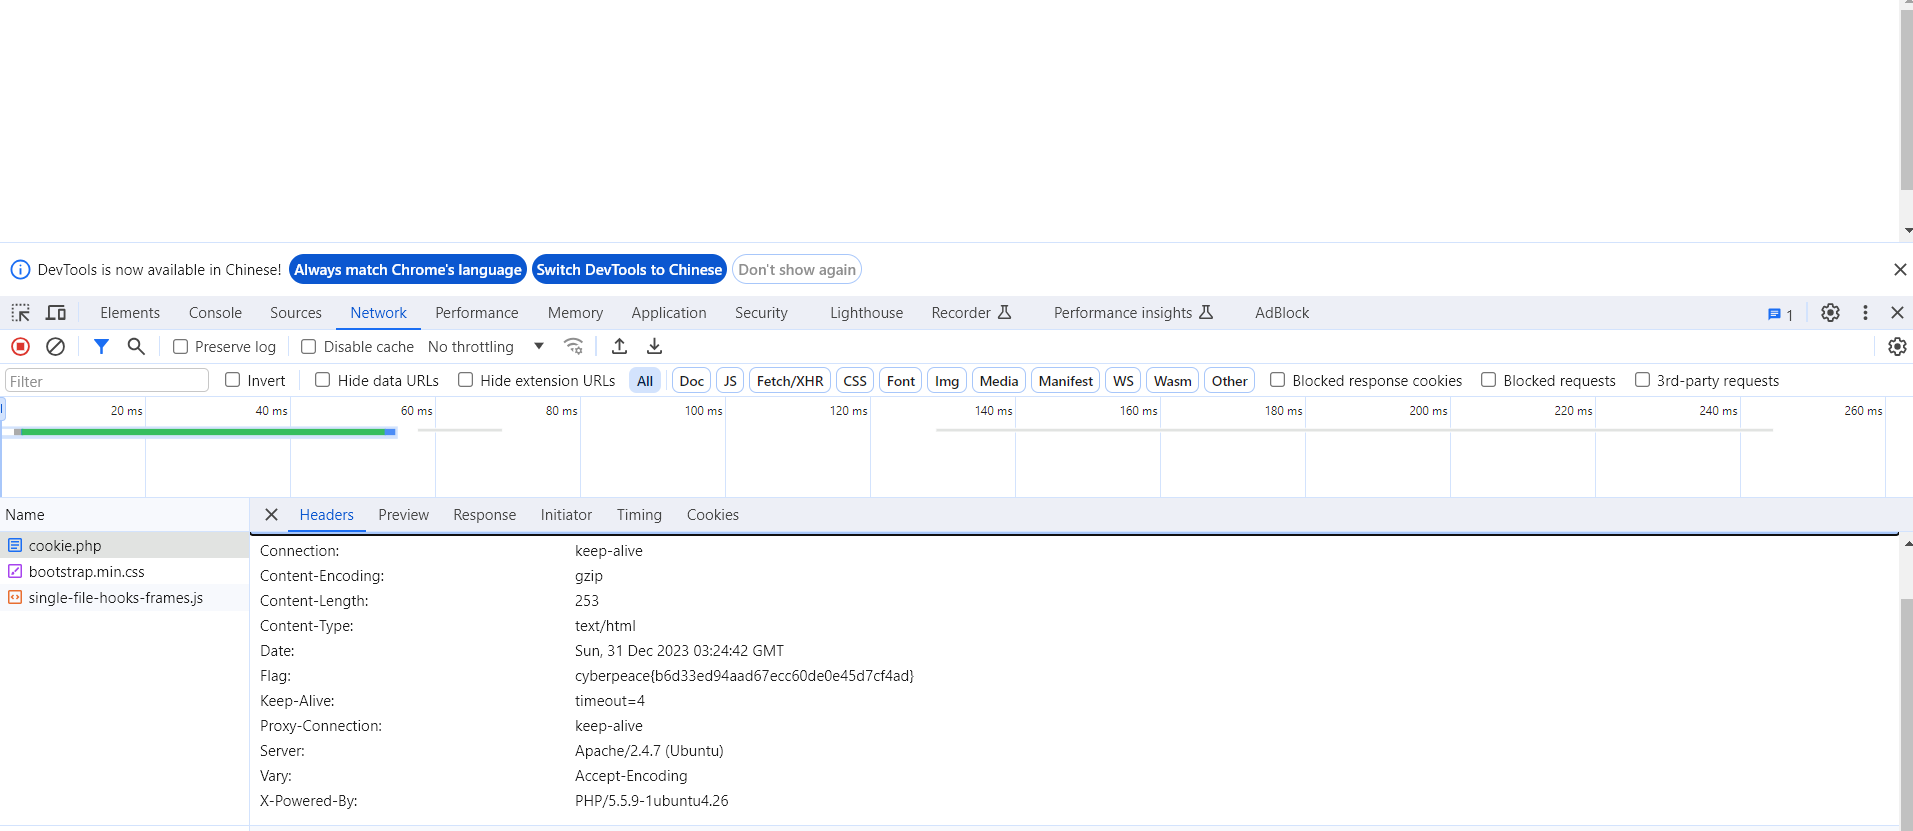 DevTools is now available in Chinese! Always match Chrome's language Switch DevTools to Chinese Don't show again
Elements Console Sources Network Performance Memory Application Security Lighthouse Recorder Performance insights AdBlock 1
Preserve log Disable cache No throttling
Filter Invert Hide data URLs Hide extension URLs All Doc JS Fetch/XHR CSS Font Img Media Manifest WS Wasm Other Blocked response cookies Blocked requests 3rd-party requests
20 ms 40 ms 60 ms 80 ms 100 ms 120 ms 140 ms 160 ms 180 ms 200 ms 220 ms 240 ms 260 ms
Name
cookie.php
bootstrap.min.css
single-file-hooks-frames.js
Headers Preview Response Initiator Timing Cookies
Connection: keep-alive
Content-Encoding: gzip
Content-Length: 253
Content-Type: text/html
Date: Sun, 31 Dec 2023 03:24:42 GMT
Flag: cyberpeace{b6d33ed94aad67ecc60de0e45d7cf4ad}
Keep-Alive: timeout=4
Proxy-Connection: keep-alive
Server: Apache/2.4.7 (Ubuntu)
Vary: Accept-Encoding
X-Powered-By: PHP/5.5.9-1ubuntu4.26